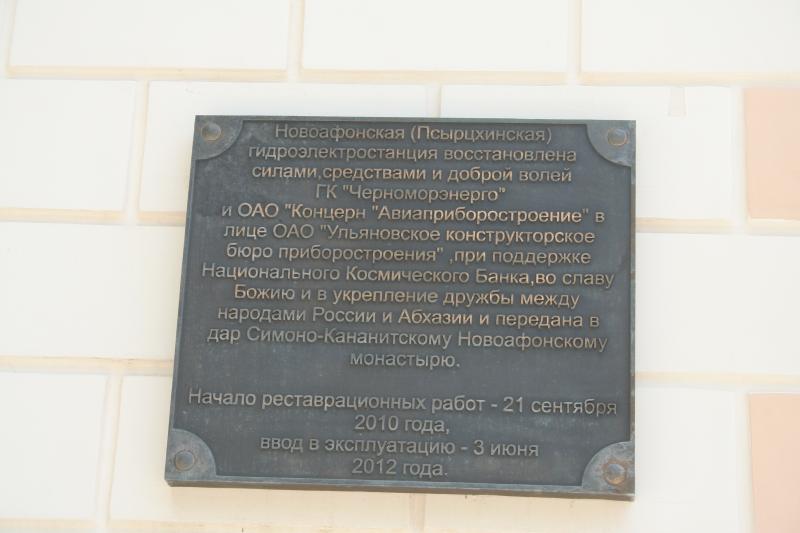 Новоафонская (Псырцхинская)
гидроэлектростанция восстановлена
силами,средствами и доброй волей
ГК "Черноморэнерго"
и ОАО "Концерн "Авиаприборостроение" в
лице ОАО "Ульяновское конструкторское
бюро приборостроения" ,при поддержке
Национального Космического Банка,во славу
Божию и в укрепление дружбы между
народами России и Абхазии и передана в
дар Симоно-Кананитскому Новоафонскому
монастырю.
Начало реставрационных работ - 21 сентября
2010 года,
ввод в эксплуатацию - 3 июня
2012 года.